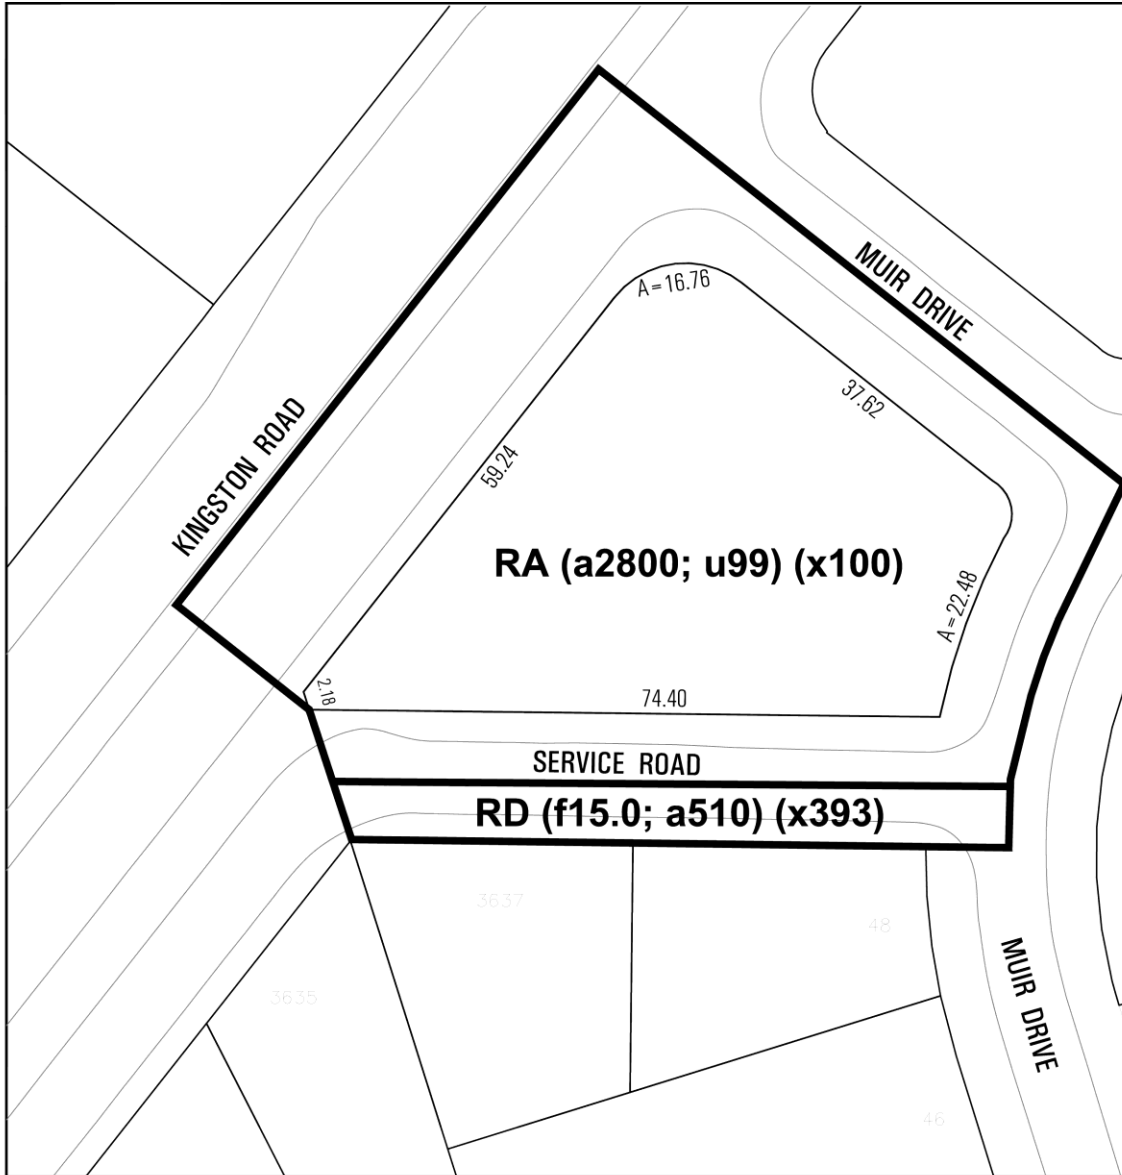 A = 16.76
MUIR DRIVE
37.62
KINGSTON ROAD
59.24
RA (a2800; u99) (x100)
A = 22.48
2.18
74.40
SERVICE ROAD
RD (f15.0; a510) (x393)
3637
48
3635
MUIR DRIVE
46